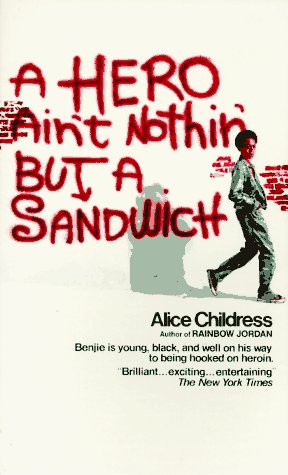 A HERO
Ain't Nothin'
BUT A
SANDWICH
Alice Childress
Author of RAINBOW JORDAN
Benjie is young, black, and well on his way
to being hooked on heroin.
"Brilliant...exciting...entertaining"
The New York Times